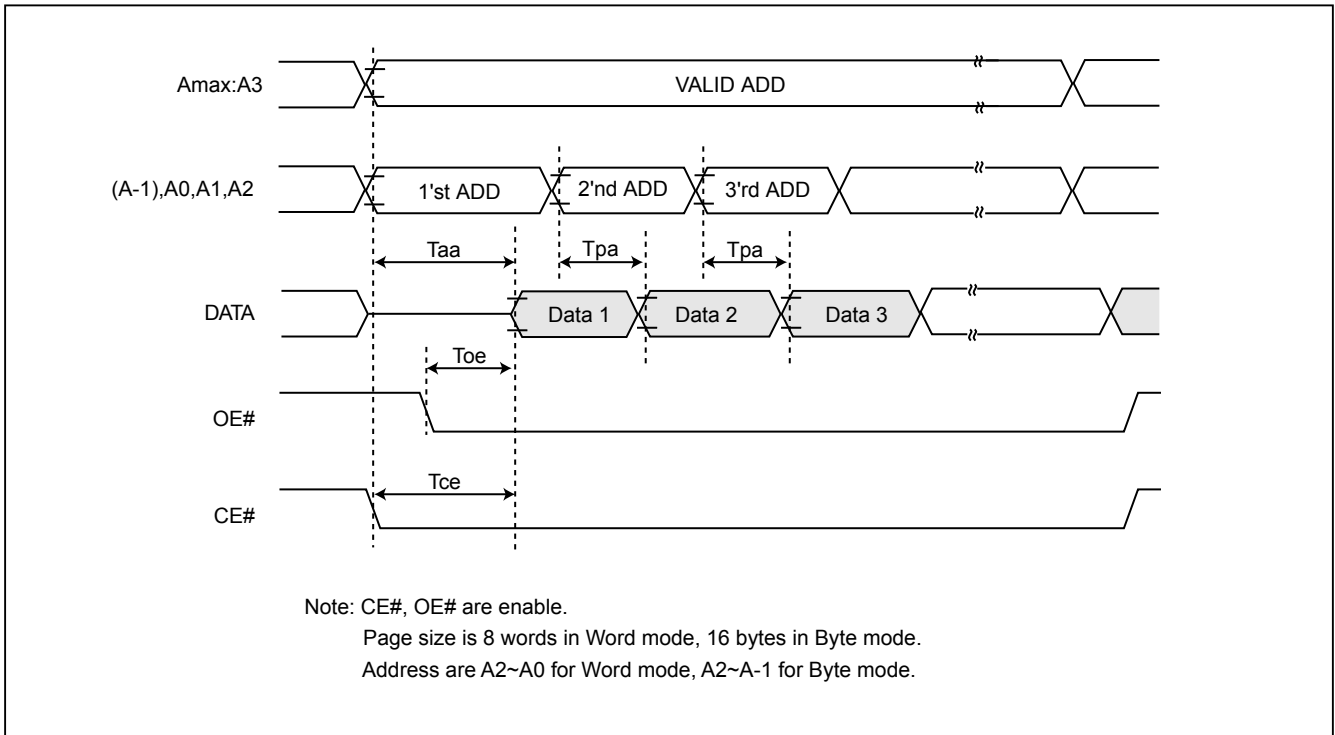 Amax:A3
VALID ADD
(A-1),A0,A1,A2
1'st ADD
2'nd ADD
3'rd ADD
Taa
Tpa
Tpa
DATA
Data 1
Data 2
Data 3
Toe
OE#
Tce
CE#
Note: CE#, OE# are enable.
Page size is 8 words in Word mode, 16 bytes in Byte mode.
Address are A2~A0 for Word mode, A2~A-1 for Byte mode.